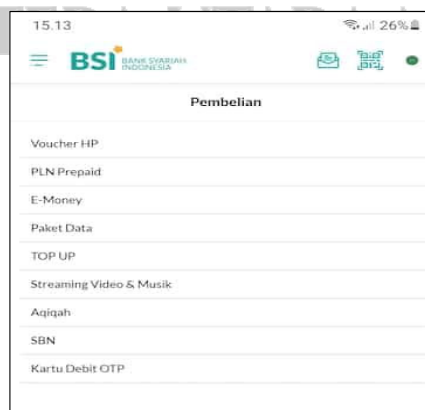 15.13 26%
BSI BANK SYARIAH
INDONESIA
Pembelian
Voucher HP
PLN Prepaid
E-Money
Paket Data
TOP UP
Streaming Video & Musik
Aqiqah
SBN
Kartu Debit OTP